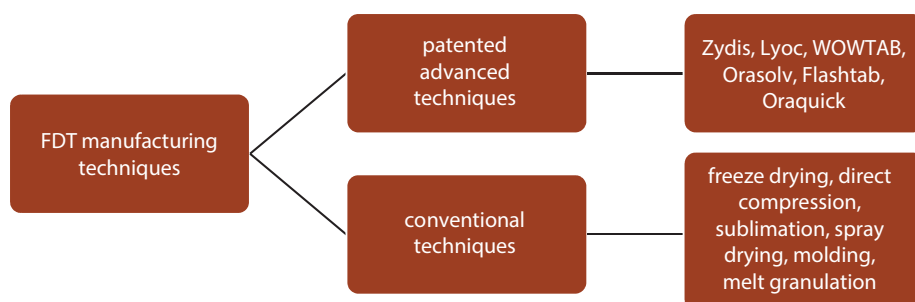 FDT manufacturing
techniques
patented
advanced
techniques
Zydis, Lyoc, WOWTAB,
Orasolv, Flashtab,
Oraquick
conventional
techniques
freeze drying, direct
compression,
sublimation, spray
drying, molding,
melt granulation